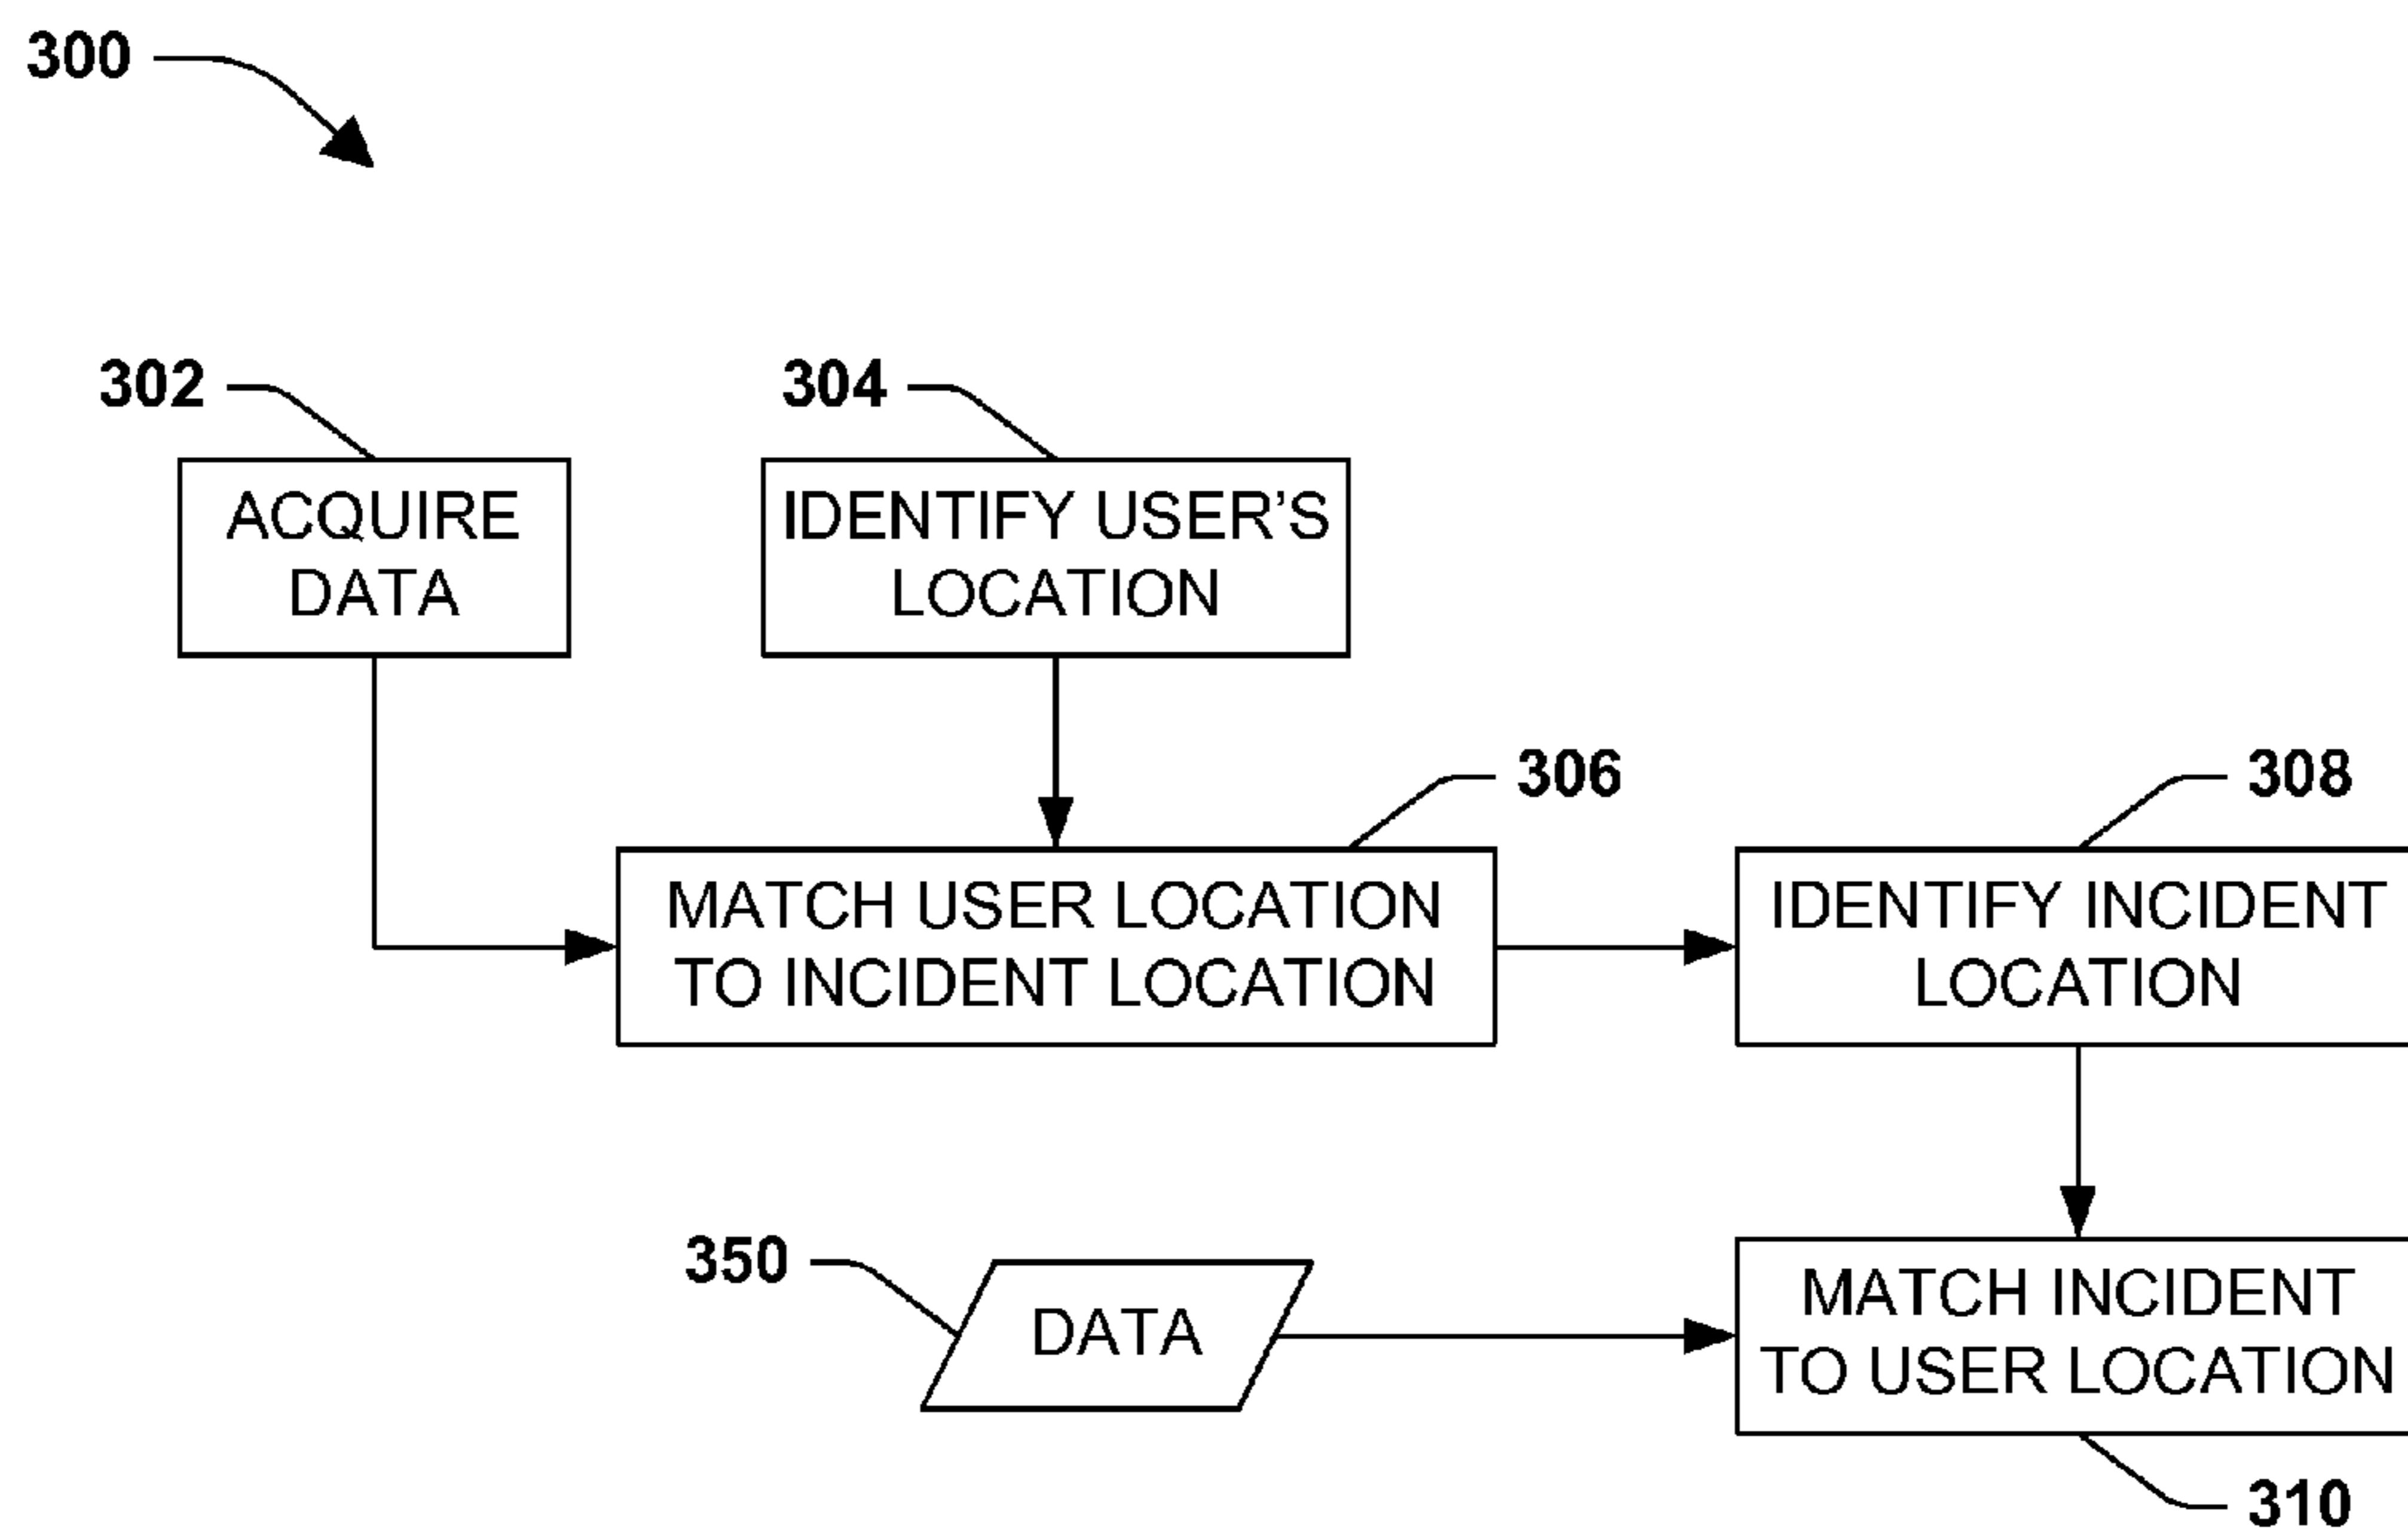 300
302
304
ACQUIRE
DATA
IDENTIFY USER’S
LOCATION
306
308
MATCH USER LOCATION
TO INCIDENT LOCATION
IDENTIFY INCIDENT
LOCATION
350
DATA
MATCH INCIDENT
TO USER LOCATION
310